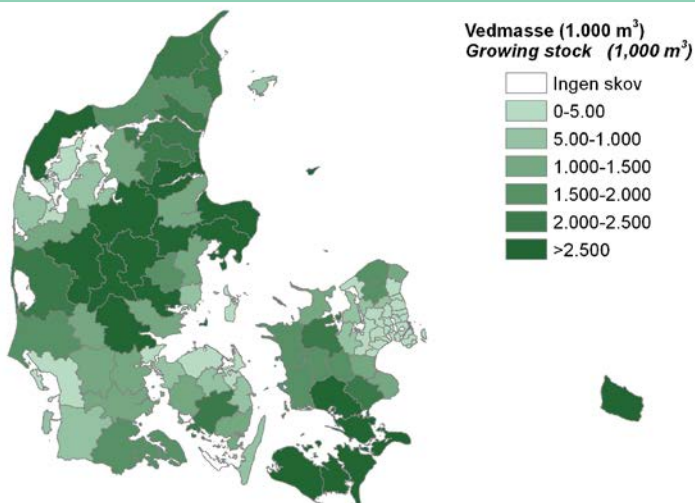 Vedmasse (1.000 m³)
Growing stock (1,000 m³)
Ingen skov
0-5.00
5.00-1.000
1.000-1.500
1.500-2.000
2.000-2.500
>2.500